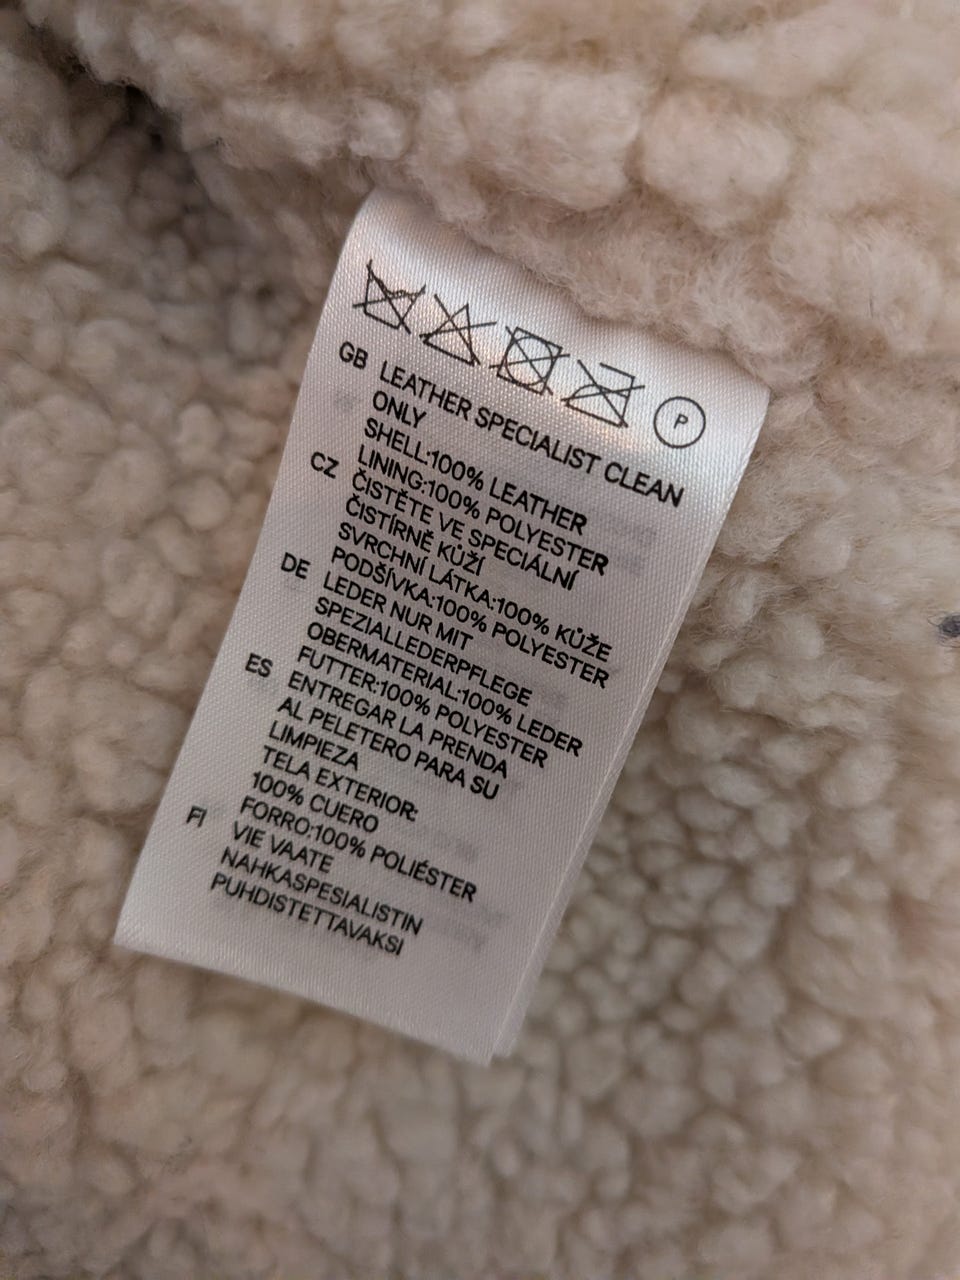 P
GB LEATHER SPECIALIST CLEAN
ONLY
SHELL:100% LEATHER
LINING:100% POLYESTER
CZ ČISTĚTE VE SPECIÁLNÍ
ČISTÍRNĚ KŮŽÍ
SVRCHNÍ LÁTKA:100% KŮŽE
PODŠÍVKA:100% POLYESTER
DE LEDER NUR MIT
SPEZIALLEDERPFLEGE
OBERMATERIAL:100% LEDER
FUTTER:100% POLYESTER
ES ENTREGAR LA PRENDA
AL PELETERO PARA SU
LIMPIEZA
TELA EXTERIOR:
100% CUERO
FORRO:100% POLIÉSTER
FI VIE VAATE
NAHKASPESIALISTIN
PUHDISTETTAVAKSI